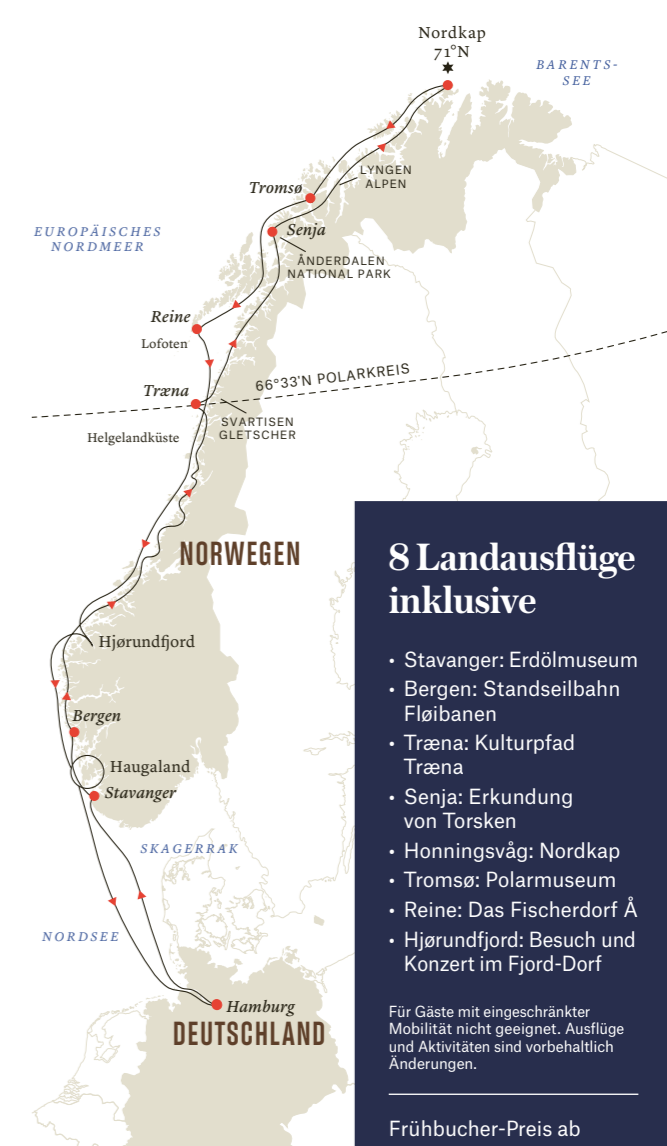 Nordkap
71°N
BARENTS-
SEE
LYNGEN
ALPEN
Tromsø
EUROPÄISCHES
NORDMEER
Senja
ÅNDERDALEN
NATIONAL PARK
Reine
Lofoten
66°33'N POLARKREIS
Træna
SVARTISEN
GLETSCHER
Helgelandküste
NORWEGEN
Hjørundfjord
Bergen
Haugaland
Stavanger
SKAGERRAK
NORDSEE
Hamburg
DEUTSCHLAND
8 Landausflüge
inklusive
• Stavanger: Erdölmuseum
• Bergen: Standseilbahn
Fløibanen
• Træna: Kulturpfad
Træna
• Senja: Erkundung
von Torsken
• Honningsvåg: Nordkap
• Tromsø: Polarmuseum
• Reine: Das Fischerdorf Å
• Hjørundfjord: Besuch und
Konzert im Fjord-Dorf
Für Gäste mit eingeschränkter
Mobilität nicht geeignet. Ausflüge
und Aktivitäten sind vorbehaltlich
Änderungen.
Frühbucher-Preis ab